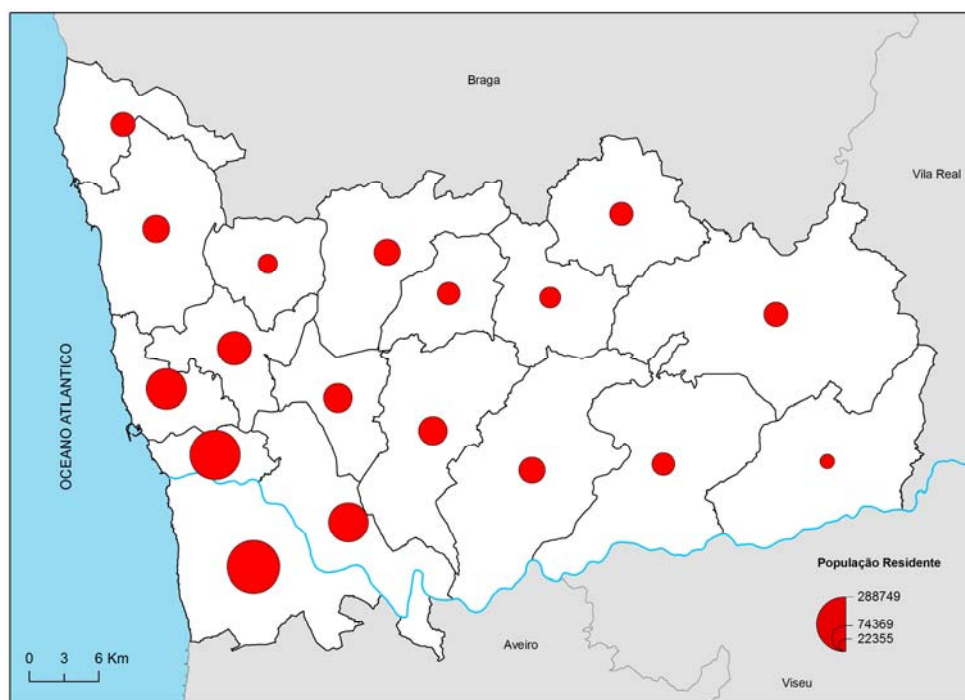 Braga
Vila Real
OCEANO ATLANTICO
População Residente
288749
74369
22355
0 3 6 Km
Aveiro
Viseu